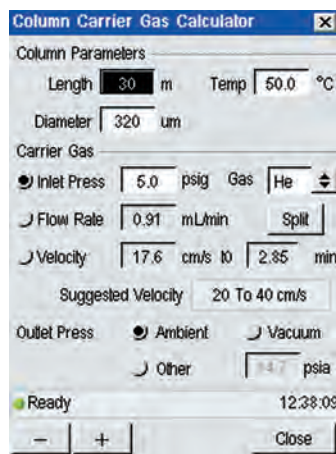 Column Carrier Gas Calculator
Column Parameters
Length 30 m Temp 50.0 °C
Diameter 320 um
Carrier Gas
Inlet Press 5.0 psig Gas He
Flow Rate 0.91 mL/min Split
Velocity 17.6 cm/s t0 2.85 min
Suggested Velocity 20 To 40 cm/s
Outlet Press Ambient Vacuum
Other 14.7 psia
Ready 12:38:09
- + Close